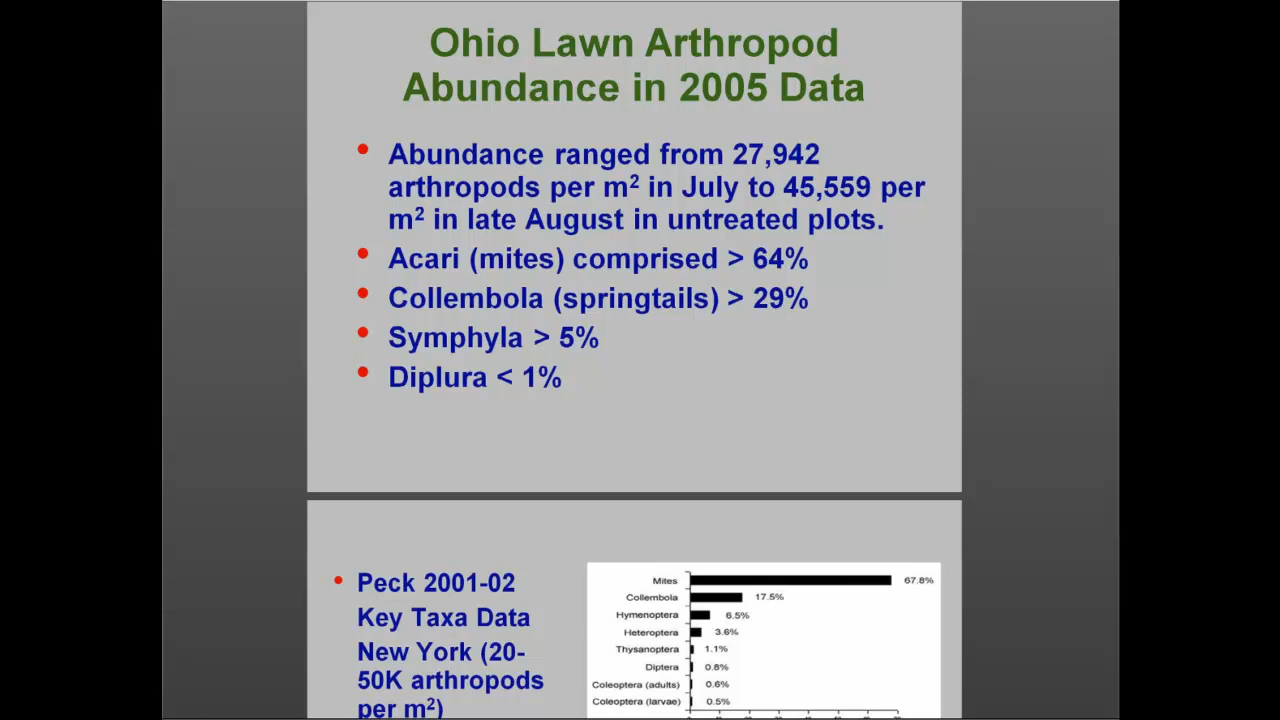 Ohio Lawn Arthropod
Abundance in 2005 Data
• Abundance ranged from 27,942
arthropods per m² in July to 45,559 per
m² in late August in untreated plots.
• Acari (mites) comprised > 64%
• Collembola (springtails) > 29%
• Symphyla > 5%
• Diplura < 1%
• Peck 2001-02
Key Taxa Data
New York (20-
50K arthropods
per m²)
Mites 67.8%
Collembola 17.5%
Hymenoptera 6.5%
Heteroptera 3.6%
Thysanoptera 1.1%
Diptera 0.8%
Coleoptera (adults) 0.6%
Coleoptera (larvae) 0.5%